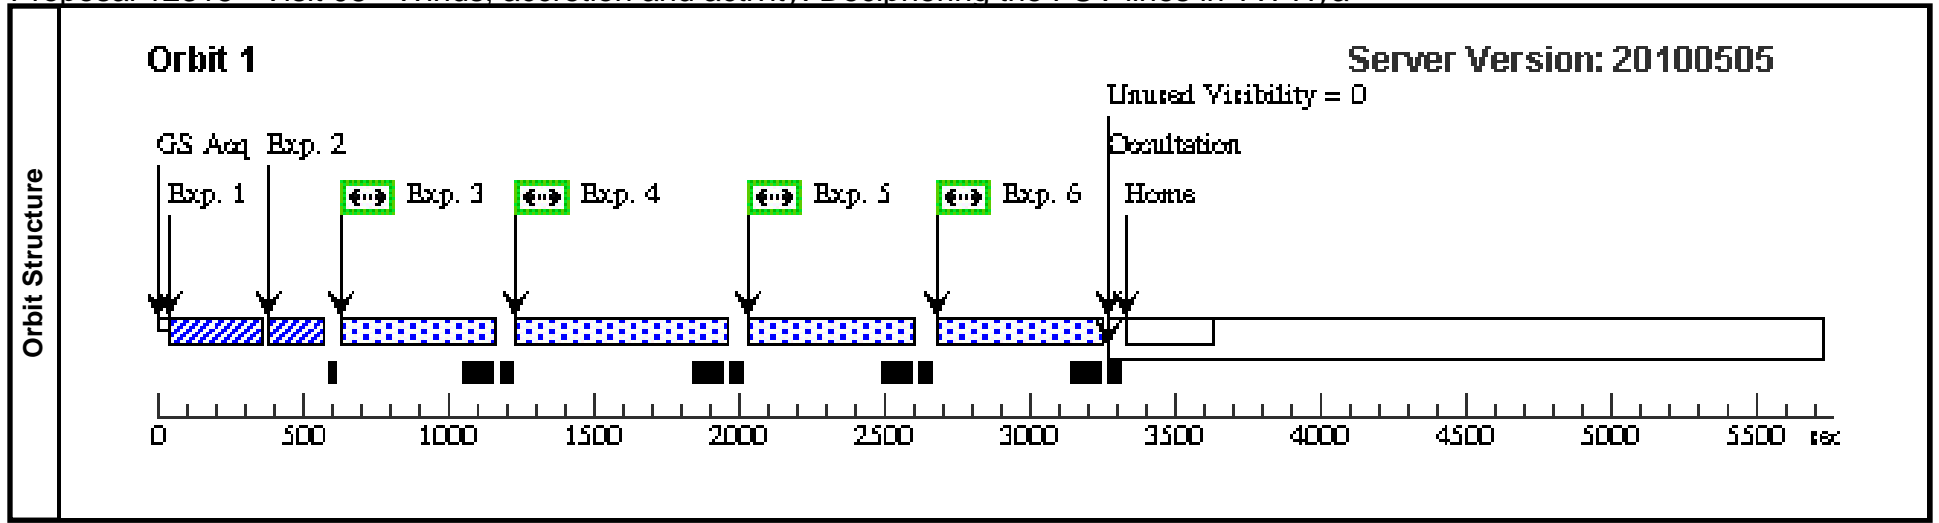 Orbit Structure
Orbit 1
Server Version: 20100505
Unused Visibility = 0
GS Acq Exp. 2
Occultation
Exp. 1
Exp. 3
Exp. 4
Exp. 5
Exp. 6
Home
0 500 1000 1500 2000 2500 3000 3500 4000 4500 5000 5500 sec